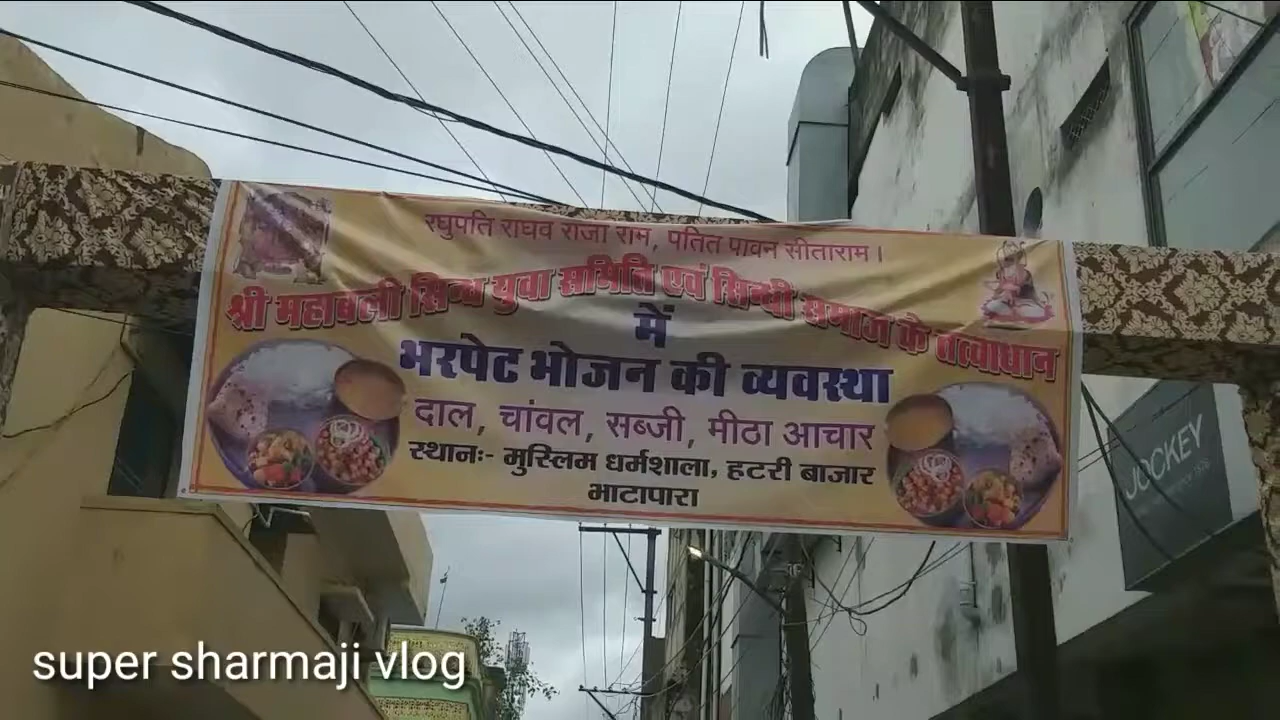 रघुपति राघव राजा राम, पतित पावन सीताराम।
श्री महाबली सिन्ध युवा समिति एवं सिन्धी समाज के तत्वाधान
में
भरपेट भोजन की व्यवस्था
दाल, चांवल, सब्जी, मीठा आचार
स्थानः- मुस्लिम धर्मशाला, हटरी बाजार
भाटापारा
JOCKEY
super sharmaji vlog